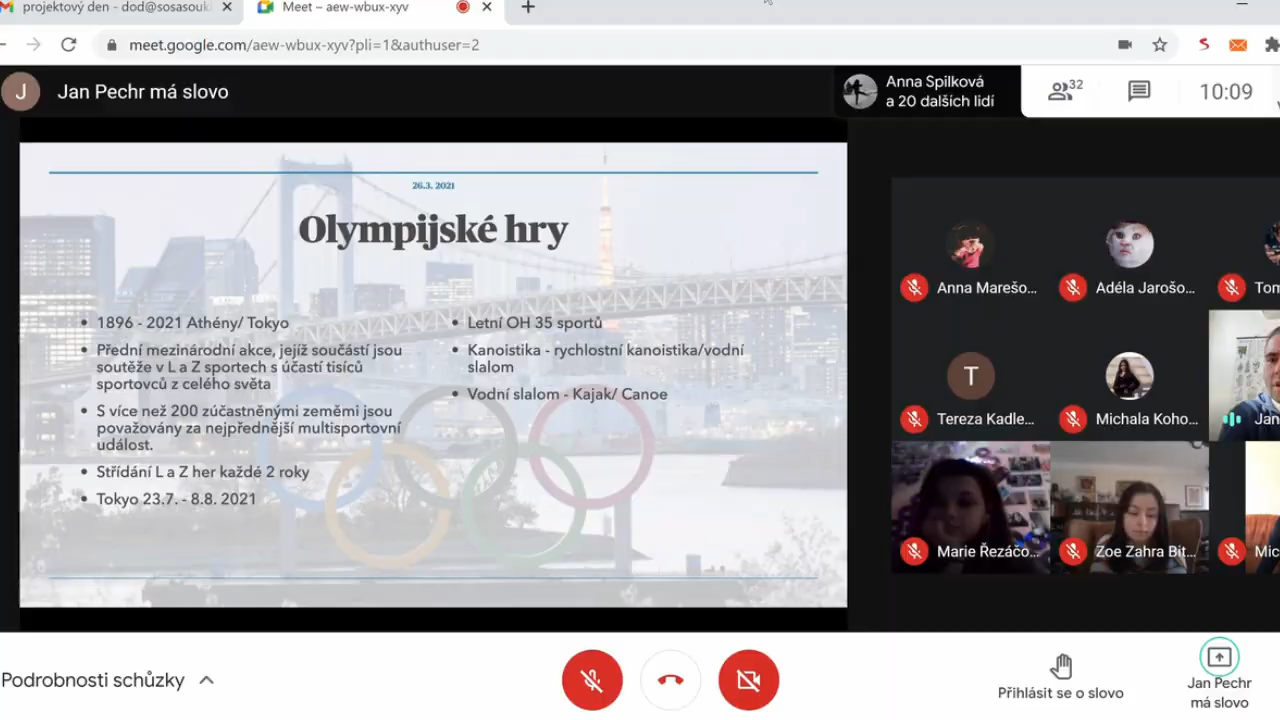 projektový den - dod@sosasoukl
Meet – aew-wbux-xyv
meet.google.com/aew-wbux-xyv?pli=1&authuser=2
J
Jan Pechr má slovo
Anna Spilková
a 20 dalších lidí
32
10:09
26.3. 2021
Olympijské hry
• 1896 - 2021 Athény/ Tokyo
• Přední mezinárodní akce, jejíž součástí jsou
soutěže v L a Z sportech s účastí tisíců
sportovců z celého světa
• S více než 200 zúčastněnými zeměmi jsou
považovány za nejpřednější multisportovní
událost.
• Střídání L a Z her každé 2 roky
• Tokyo 23.7. - 8.8. 2021
• Letní OH 35 sportů
• Kanoistika - rychlostní kanoistika/vodní
slalom
• Vodní slalom - Kajak/ Canoe
Anna Marešo...
Adéla Jarošo...
Tom
T
Tereza Kadle...
Michala Koho...
Jan
Marie Řezáčo...
Zoe Zahra Bit...
Mic
Podrobnosti schůzky
Přihlásit se o slovo
Jan Pechr
má slovo